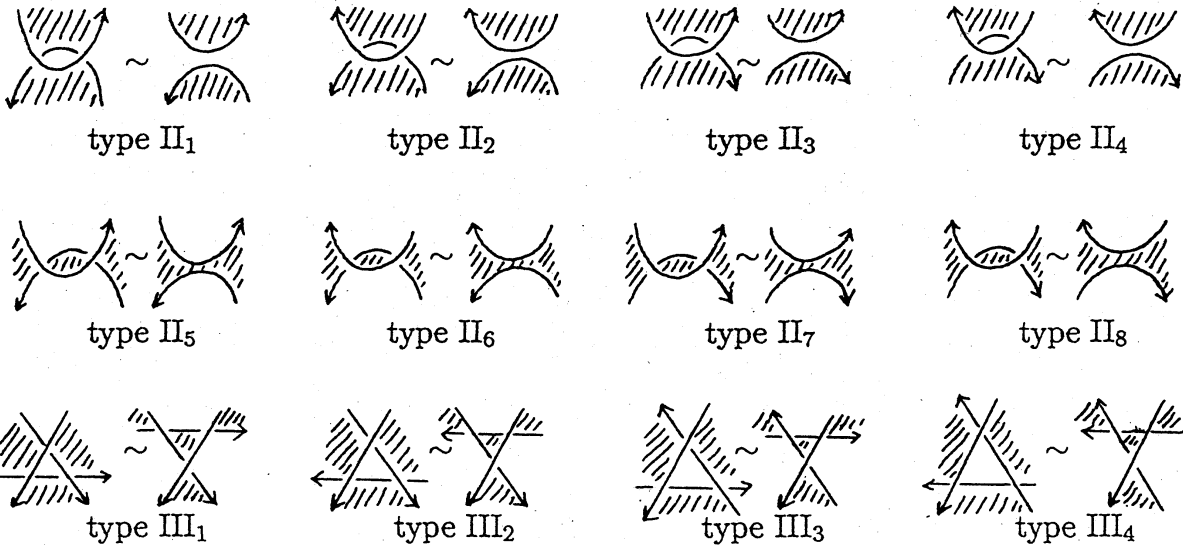 type II₁ type II₂ type II₃ type II₄
type II₅ type II₆ type II₇ type II₈
type III₁ type III₂ type III₃ type III₄